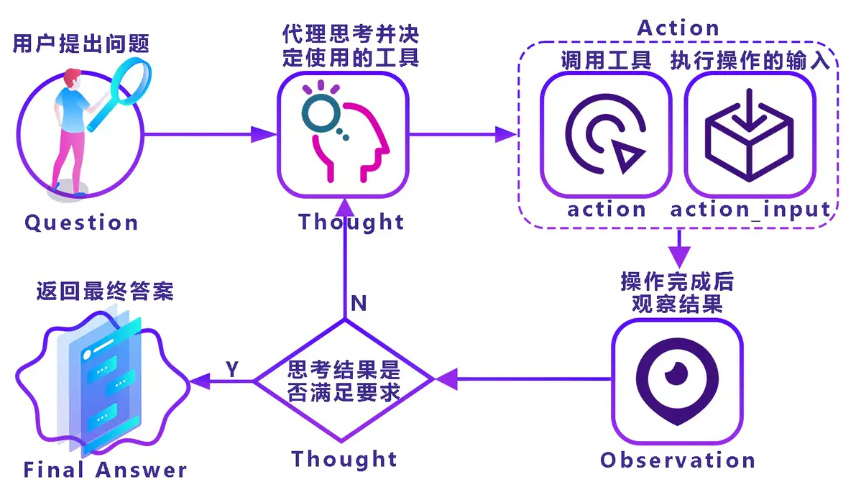 用户提出问题
Question
代理思考并决
定使用的工具
Thought
Action
调用工具
action
执行操作的输入
action_input
操作完成后
观察结果
Observation
思考结果是
否满足要求
Thought
N
Y
返回最终答案
Final Answer